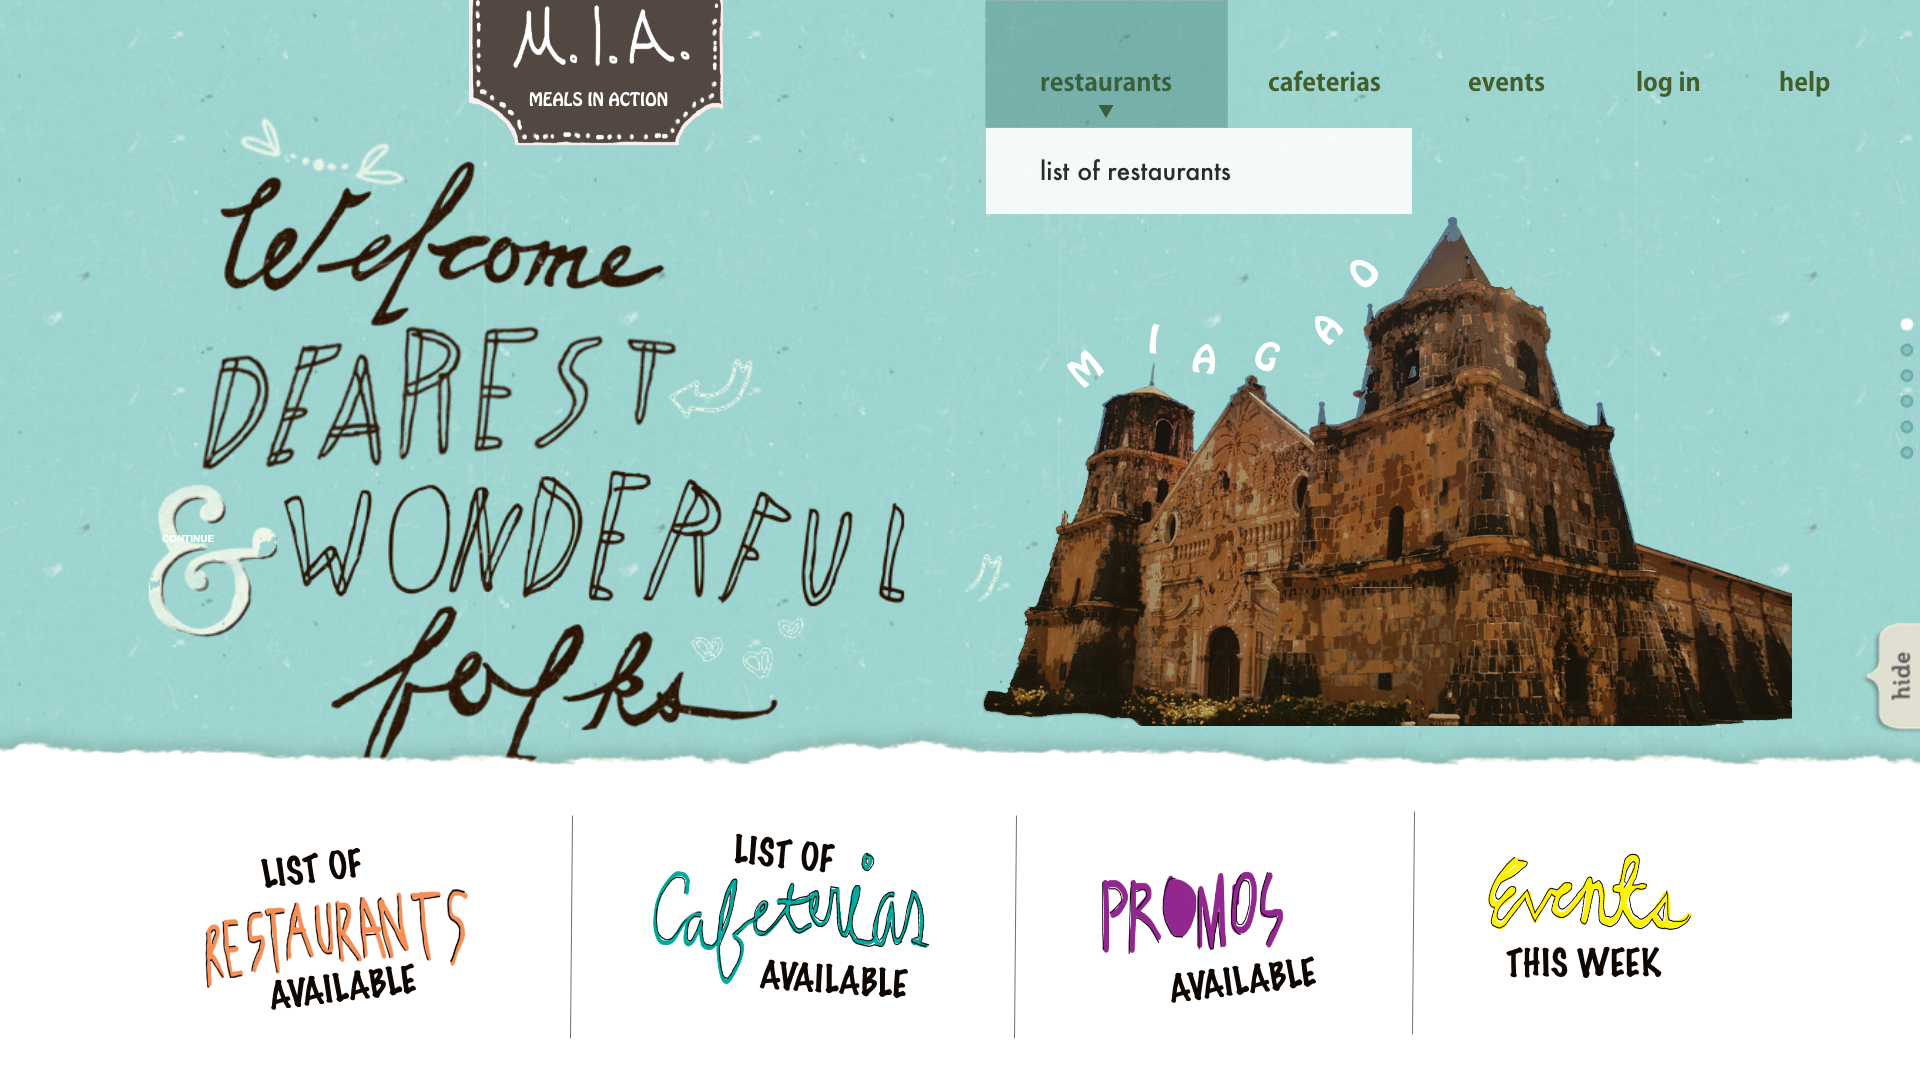 M.I.A.
MEALS IN ACTION
restaurants
cafeterias
events
log in
help
list of restaurants
Welcome
DEAREST
& WONDERFUL
CONTINUE
folks
MIAGAO
hide
LIST OF
RESTAURANTS
AVAILABLE
LIST OF
Cafeterias
AVAILABLE
PROMOS
AVAILABLE
Events
THIS WEEK